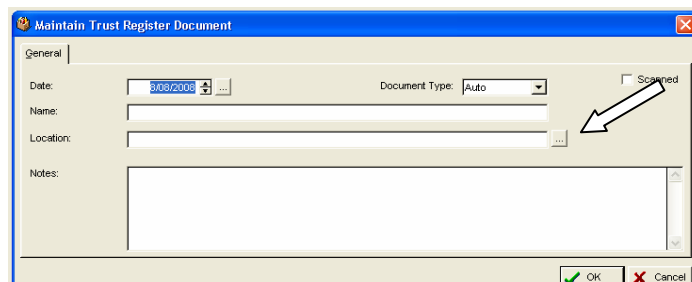 Maintain Trust Register Document
General
Date: 8/08/2008 ... Document Type: Auto Scanned
Name:
Location: ...
Notes:
OK Cancel